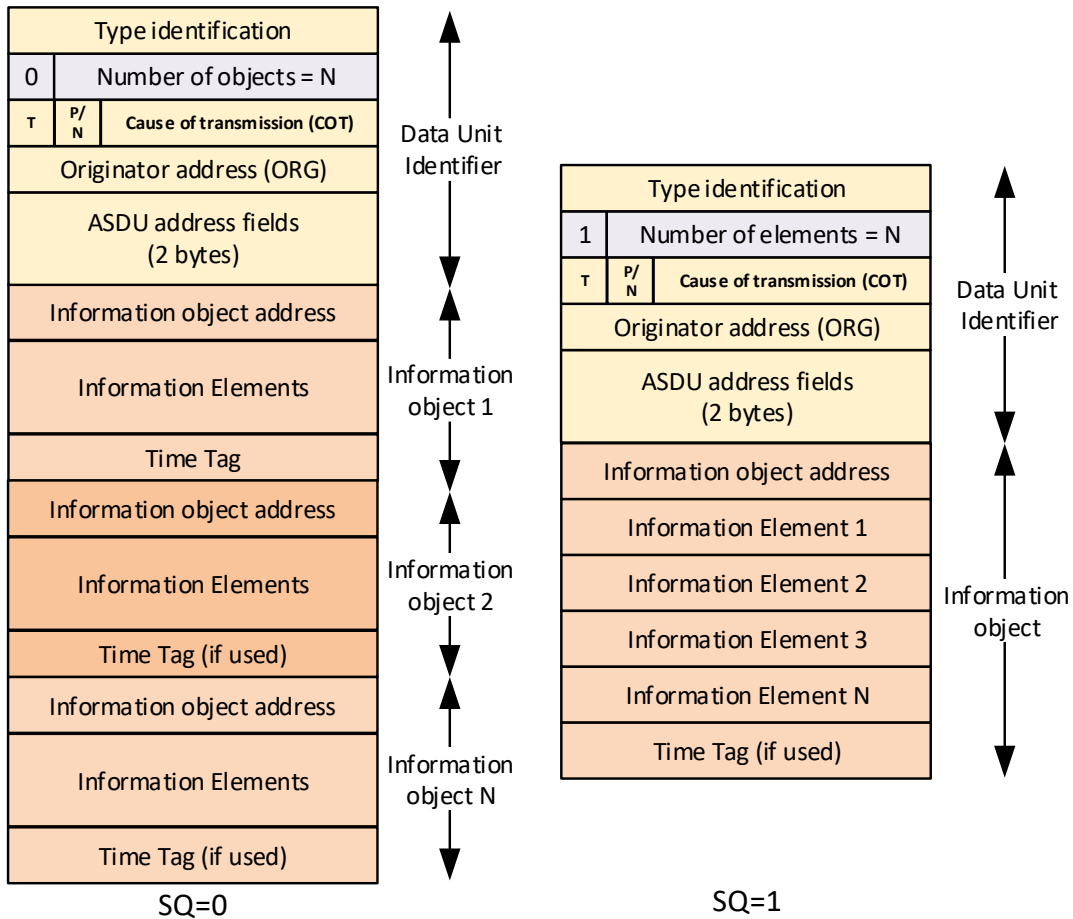 Type identification
0
Number of objects = N
T
P/
N
Cause of transmission (COT)
Originator address (ORG)
ASDU address fields
(2 bytes)
Data Unit
Identifier
Information object address
Information Elements
Time Tag
Information
object 1
Information object address
Information Elements
Time Tag (if used)
Information
object 2
Information object address
Information Elements
Time Tag (if used)
Information
object N
SQ=0
Type identification
1
Number of elements = N
T
P/
N
Cause of transmission (COT)
Originator address (ORG)
ASDU address fields
(2 bytes)
Data Unit
Identifier
Information object address
Information Element 1
Information Element 2
Information Element 3
Information Element N
Time Tag (if used)
Information
object
SQ=1